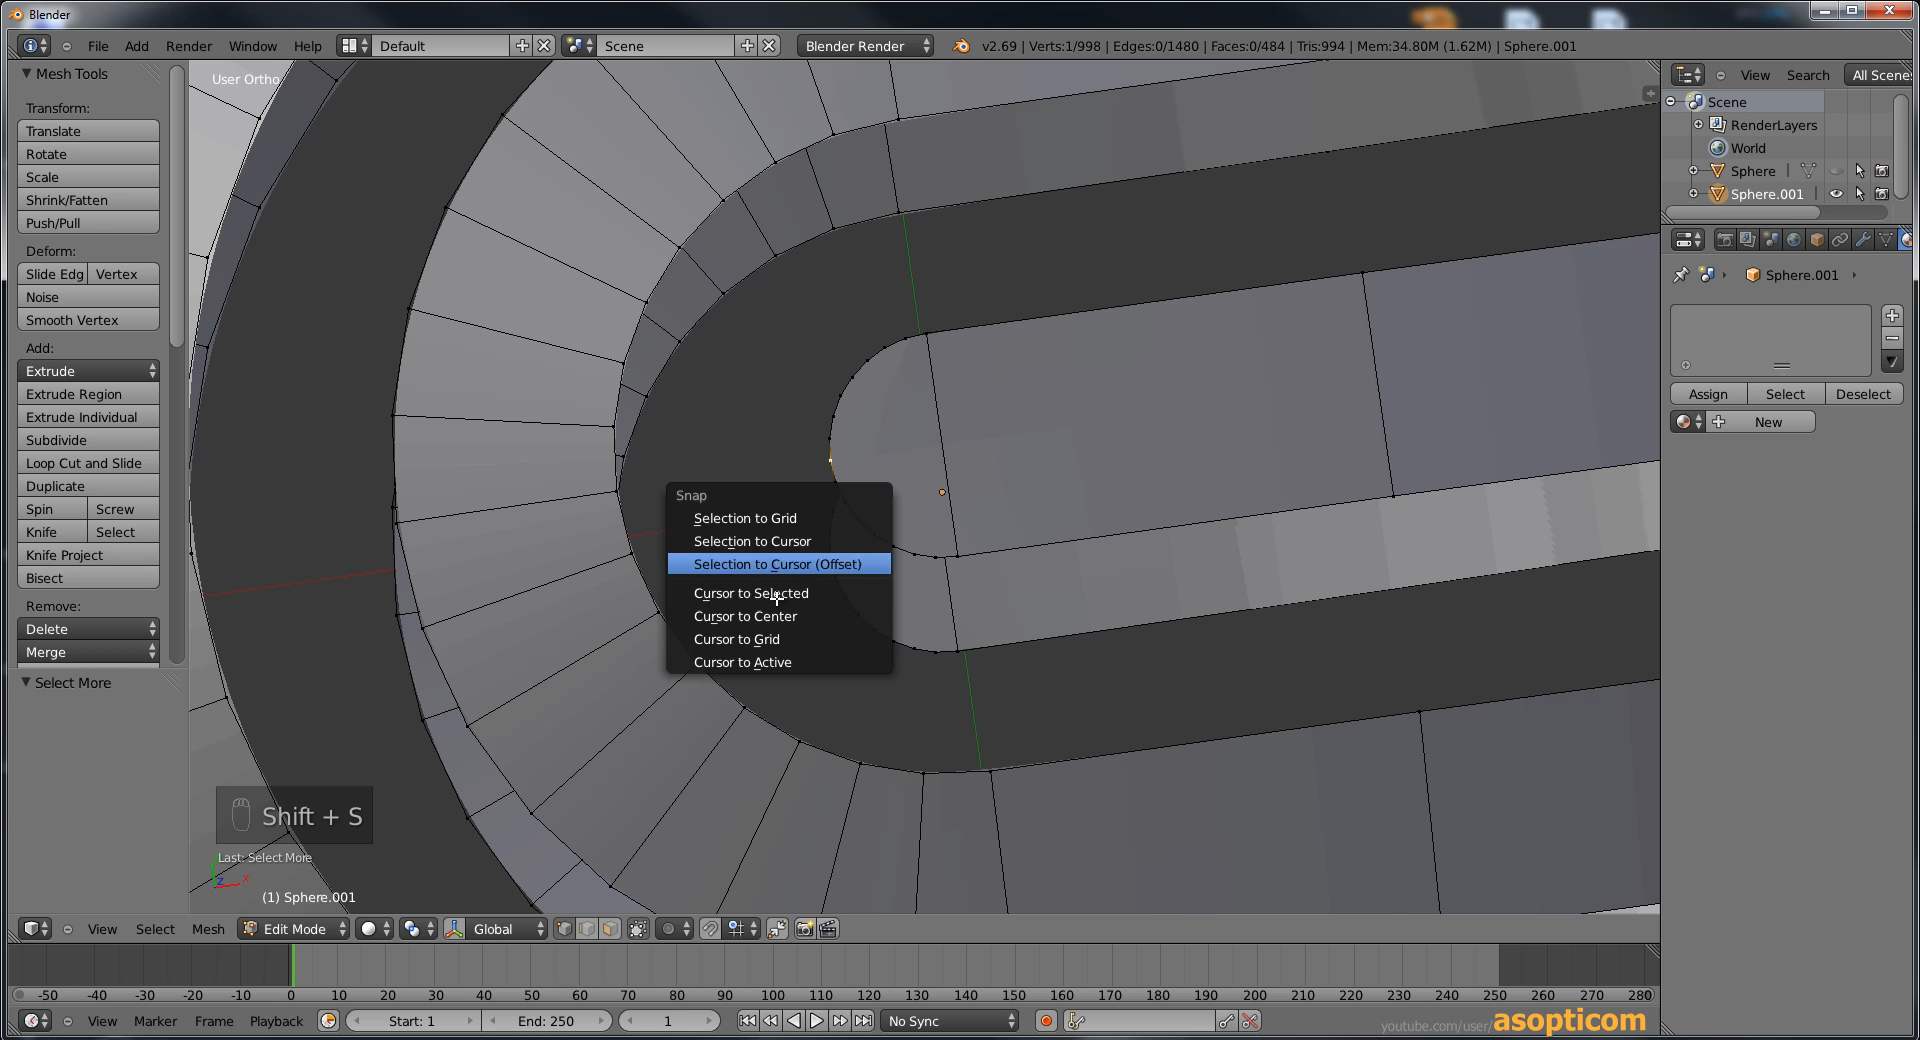 Blender
File Add Render Window Help Default Scene Blender Render v2.69 | Verts:1/998 | Edges:0/1480 | Faces:0/484 | Tris:994 | Mem:34.80M (1.62M) | Sphere.001
Mesh Tools
Transform:
Translate
Rotate
Scale
Shrink/Fatten
Push/Pull
Deform:
Slide Edg Vertex
Noise
Smooth Vertex
Add:
Extrude
Extrude Region
Extrude Individual
Subdivide
Loop Cut and Slide
Duplicate
Spin Screw
Knife Select
Knife Project
Bisect
Remove:
Delete
Merge
Select More
User Ortho
Snap
Selection to Grid
Selection to Cursor
Selection to Cursor (Offset)
Cursor to Selected
Cursor to Center
Cursor to Grid
Cursor to Active
Shift + S
Last: Select More
z x
(1) Sphere.001
View Search All Scene
Scene
RenderLayers
World
Sphere
Sphere.001
Sphere.001
Assign Select Deselect
New
View Select Mesh Edit Mode Global
-50 -40 -30 -20 -10 0 10 20 30 40 50 60 70 80 90 100 110 120 130 140 150 160 170 180 190 200 210 220 230 240 250 260 270 280
View Marker Frame Playback Start: 1 End: 250 1 No Sync
youtube.com/user/asopticom